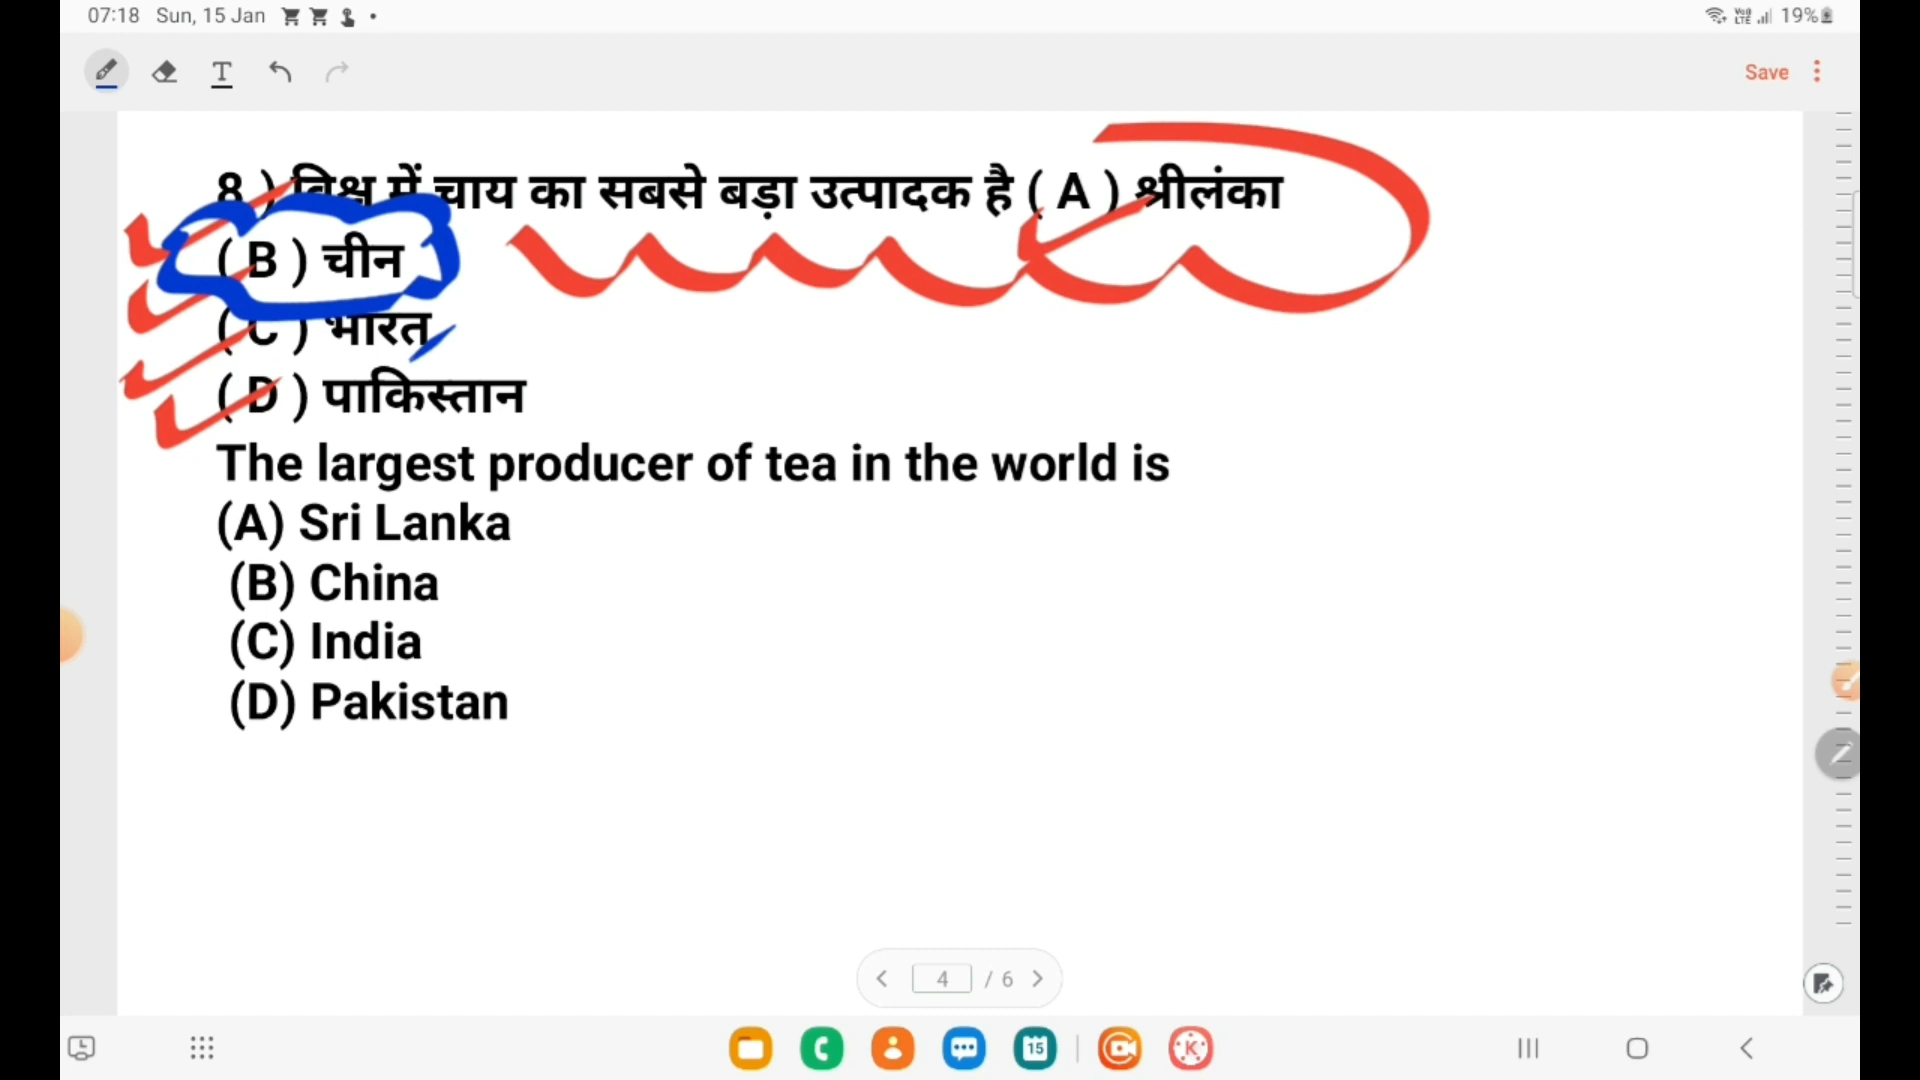 07:18 Sun, 15 Jan
19%
Save
8 ) विश्व में चाय का सबसे बड़ा उत्पादक है ( A ) श्रीलंका
( B ) चीन
( C ) भारत
( D ) पाकिस्तान
The largest producer of tea in the world is
(A) Sri Lanka
(B) China
(C) India
(D) Pakistan
4 / 6
15
K